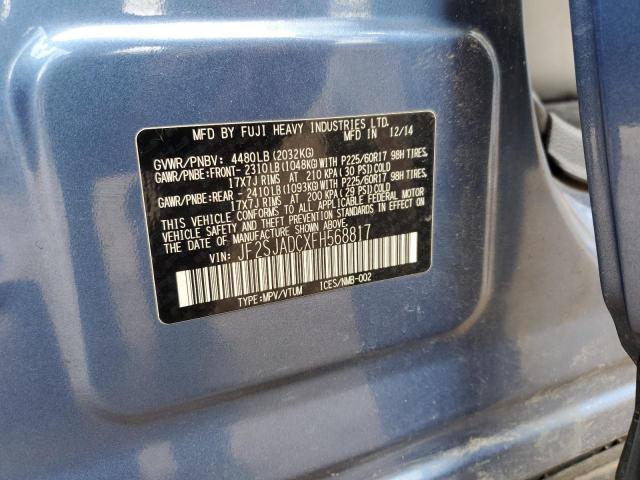 MFD BY FUJI HEAVY INDUSTRIES LTD.
MFD IN 12/14
GVWR/PNBV: 4480LB (2032KG)
GAWR/PNBE:FRONT- 2310LB (1048KG) WITH P225/60R17 98H TIRES.
17X7J RIMS AT 210 KPA (30 PSI) COLD
GAWR/PNBE:REAR - 2410LB (1093KG) WITH P225/60R17 98H TIRES.
17X7J RIMS AT 200 KPA (29 PSI) COLD
THIS VEHICLE CONFORMS TO ALL APPLICABLE FEDERAL MOTOR
VEHICLE SAFETY AND THEFT PREVENTION STANDARDS IN EFFECT
ON THE DATE OF MANUFACTURE SHOWN ABOVE.
VIN: JF2SJADCXFH568817
TYPE:MPV/VTUM ICES/NMB-002